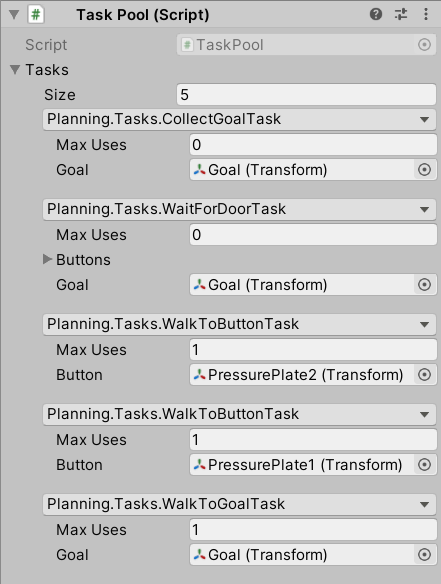 Task Pool (Script)
Script TaskPool
Tasks
Size 5
Planning.Tasks.CollectGoalTask
Max Uses 0
Goal Goal (Transform)
Planning.Tasks.WaitForDoorTask
Max Uses 0
Buttons
Goal Goal (Transform)
Planning.Tasks.WalkToButtonTask
Max Uses 1
Button PressurePlate2 (Transform)
Planning.Tasks.WalkToButtonTask
Max Uses 1
Button PressurePlate1 (Transform)
Planning.Tasks.WalkToGoalTask
Max Uses 1
Goal Goal (Transform)